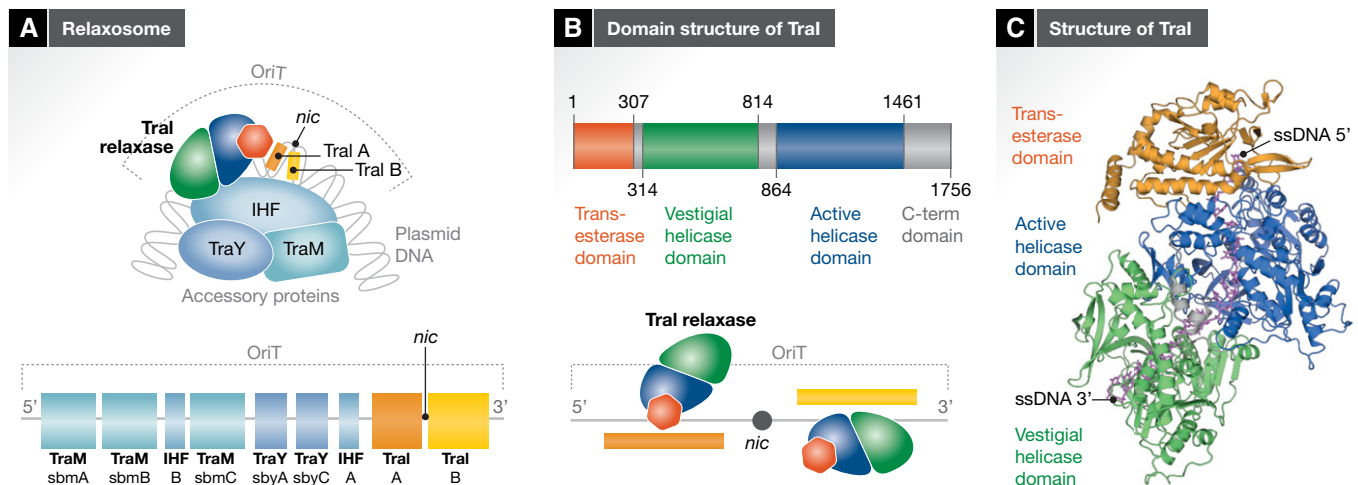 A Relaxosome
OriT
TraI
relaxase
nic
TraI A
TraI B
IHF
TraY
TraM
Plasmid
DNA
Accessory proteins
OriT
nic
5’
3’
TraM
sbmA
TraM
sbmB
IHF
B
TraM
sbmC
TraY
sbyA
TraY
sbyC
IHF
A
TraI
A
TraI
B
B Domain structure of TraI
1 307 814 1461
314 864 1756
Trans-
esterase
domain
Vestigial
helicase
domain
Active
helicase
domain
C-term
domain
TraI relaxase
OriT
5’
3’
nic
C Structure of TraI
Trans-
esterase
domain
ssDNA 5’
Active
helicase
domain
ssDNA 3’
Vestigial
helicase
domain